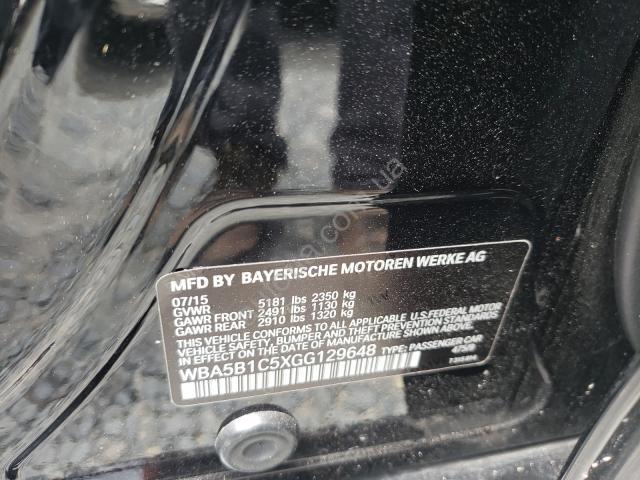 MFD BY BAYERISCHE MOTOREN WERKE AG
07/15
GVWR 5181 lbs 2350 kg
GAWR FRONT 2491 lbs 1130 kg
GAWR REAR 2910 lbs 1320 kg
THIS VEHICLE CONFORMS TO ALL APPLICABLE U.S. FEDERAL MOTOR
VEHICLE SAFETY, BUMPER AND THEFT PREVENTION STANDARDS
IN EFFECT ON THE DATE OF MANUFACTURE SHOWN ABOVE.
WBA5B1C5XGG129648 TYPE: PASSENGER CAR